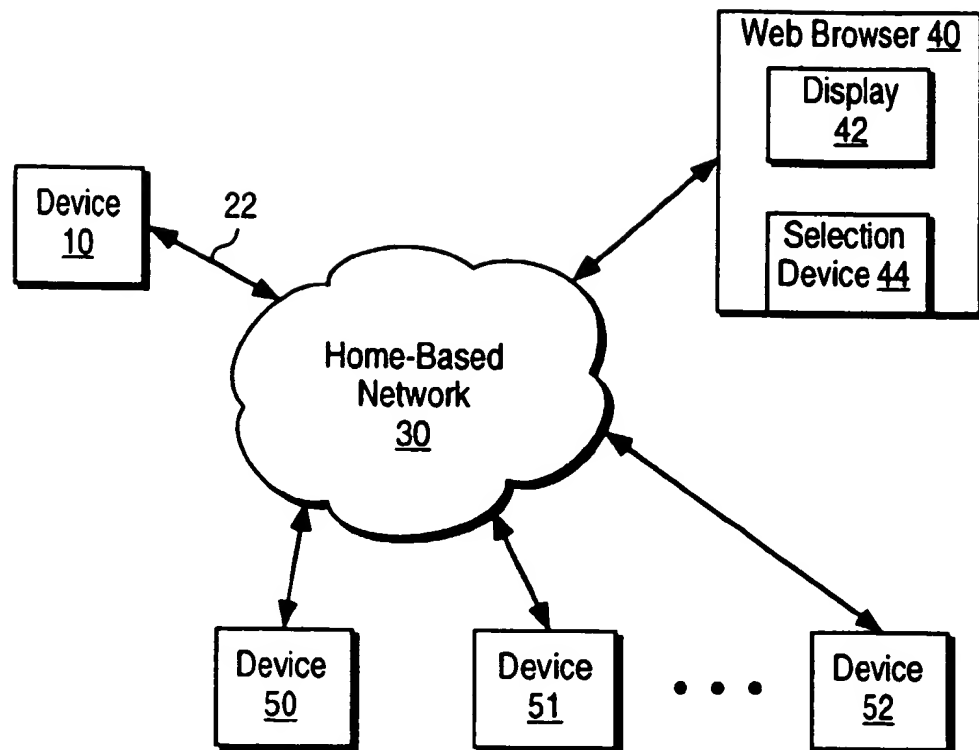 Web Browser 40
Display
42
Device
10
22
Selection
Device 44
Home-Based
Network
30
Device
50
Device
51
Device
52